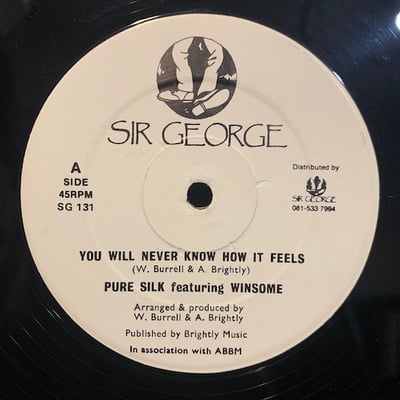 SIR GEORGE
A
SIDE
45RPM
SG 131
Distributed by
SIR GEORGE
081-533 7994
YOU WILL NEVER KNOW HOW IT FEELS
(W. Burrell & A. Brightly)
PURE SILK featuring WINSOME
Arranged & produced by
W. Burrell & A. Brightly
Published by Brightly Music
In association with ABBM